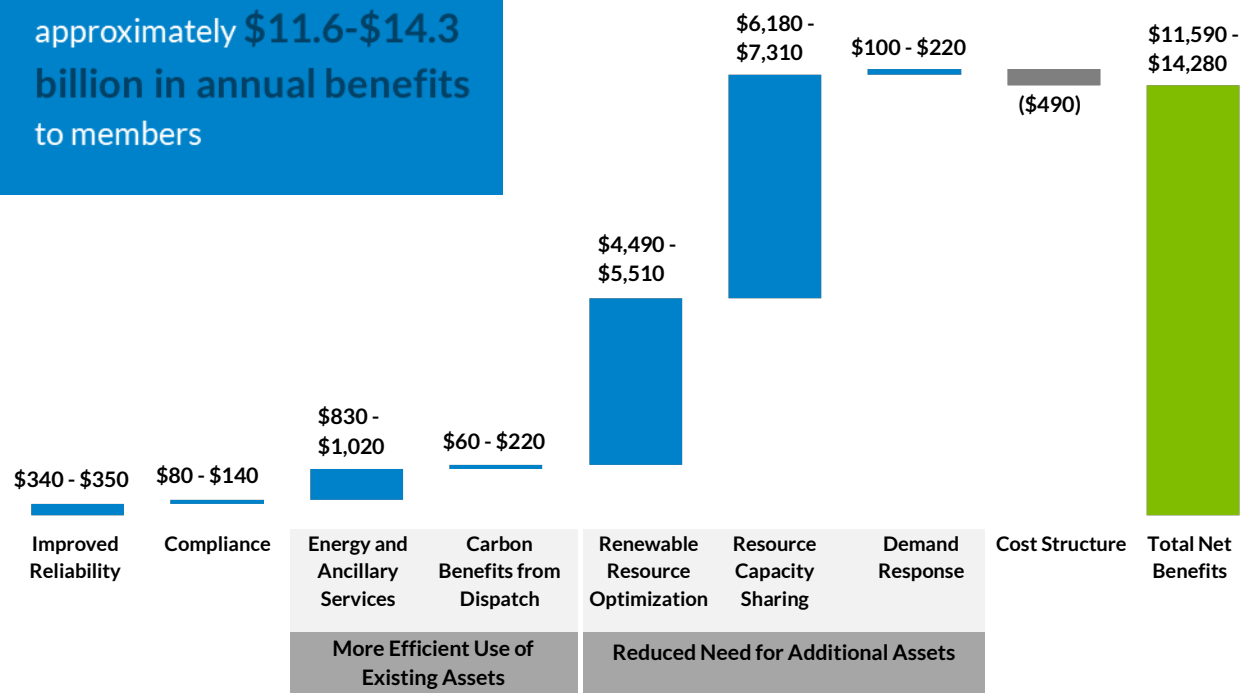 approximately $11.6-$14.3
billion in annual benefits
to members
$340 - $350
$80 - $140
$830 -
$1,020
$60 - $220
$4,490 -
$5,510
$6,180 -
$7,310
$100 - $220
($490)
$11,590 -
$14,280
Improved
Reliability
Compliance
Energy and
Ancillary
Services
Carbon
Benefits from
Dispatch
Renewable
Resource
Optimization
Resource
Capacity
Sharing
Demand
Response
Cost Structure
Total Net
Benefits
More Efficient Use of
Existing Assets
Reduced Need for Additional Assets